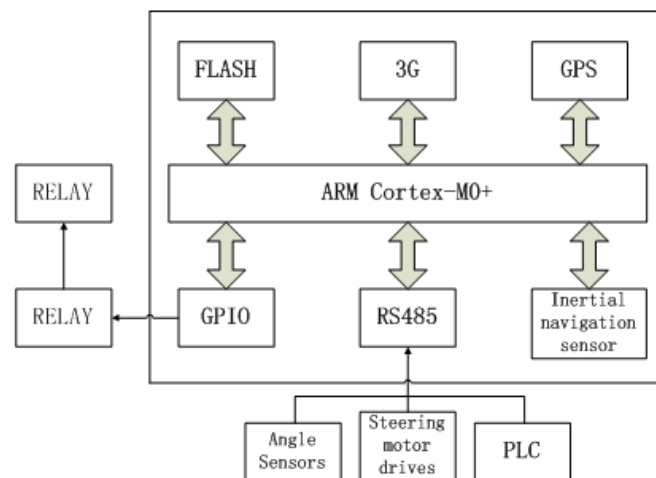 FLASH
3G
GPS
RELAY
ARM Cortex-M0+
RELAY
GPIO
RS485
Inertial
navigation
sensor
Angle
Sensors
Steering
motor
drives
PLC